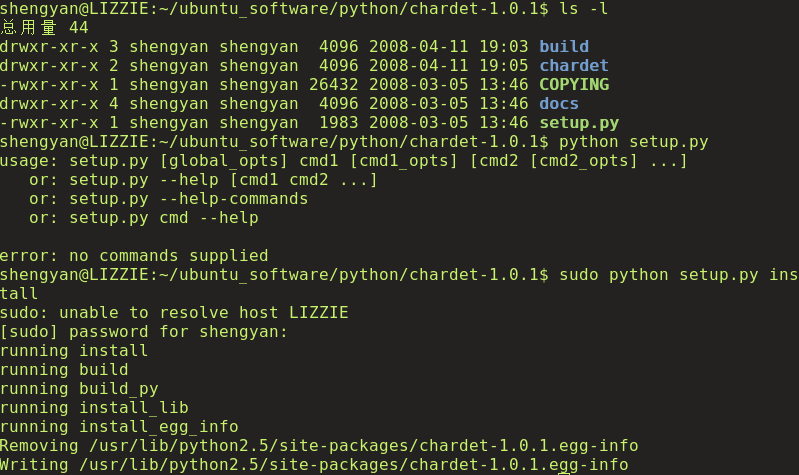 shengyan@LIZZIE:~/ubuntu_software/python/chardet-1.0.1$ ls -l
总用量 44
drwxr-xr-x 3 shengyan shengyan  4096 2008-04-11 19:03 build
drwxr-xr-x 2 shengyan shengyan  4096 2008-04-11 19:05 chardet
-rwxr-xr-x 1 shengyan shengyan 26432 2008-03-05 13:46 COPYING
drwxr-xr-x 4 shengyan shengyan  4096 2008-03-05 13:46 docs
-rwxr-xr-x 1 shengyan shengyan  1983 2008-03-05 13:46 setup.py
shengyan@LIZZIE:~/ubuntu_software/python/chardet-1.0.1$ python setup.py
usage: setup.py [global_opts] cmd1 [cmd1_opts] [cmd2 [cmd2_opts] ...]
   or: setup.py --help [cmd1 cmd2 ...]
   or: setup.py --help-commands
   or: setup.py cmd --help

error: no commands supplied
shengyan@LIZZIE:~/ubuntu_software/python/chardet-1.0.1$ sudo python setup.py ins
tall
sudo: unable to resolve host LIZZIE
[sudo] password for shengyan:
running install
running build
running build_py
running install_lib
running install_egg_info
Removing /usr/lib/python2.5/site-packages/chardet-1.0.1.egg-info
Writing /usr/lib/python2.5/site-packages/chardet-1.0.1.egg-info